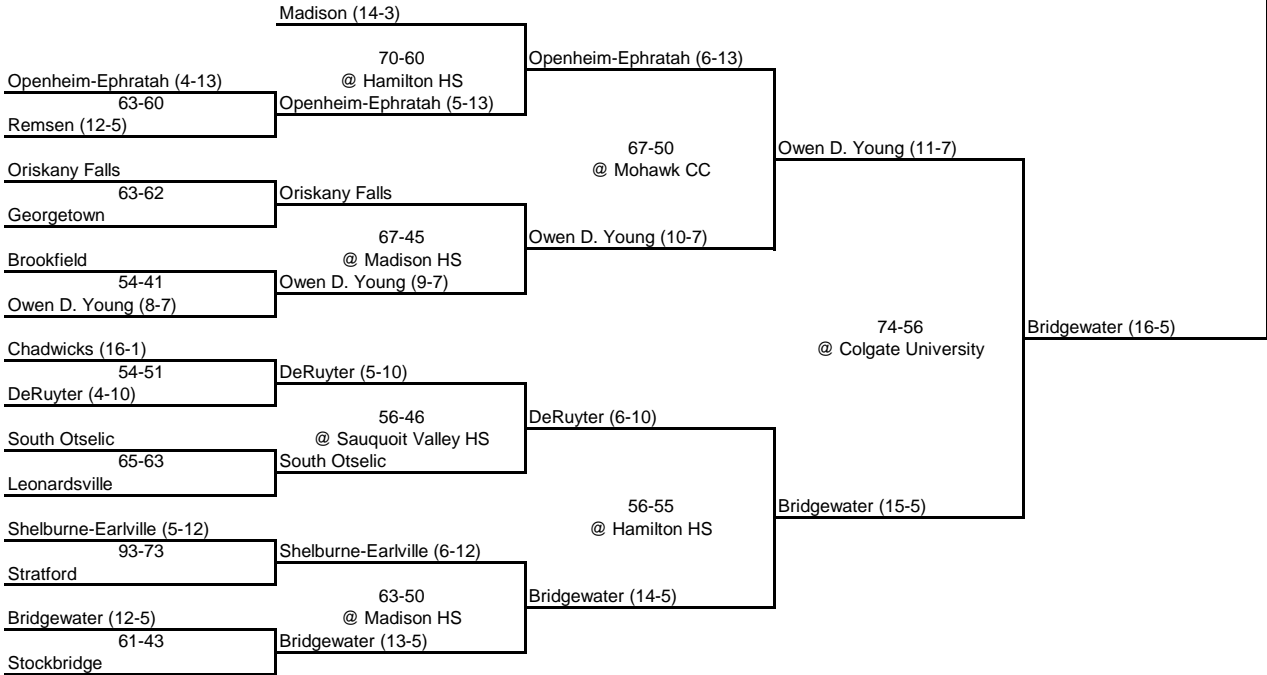 Madison (14-3)
70-60
@ Hamilton HS
Openheim-Ephratah (6-13)
Openheim-Ephratah (4-13)
63-60
Openheim-Ephratah (5-13)
Remsen (12-5)
67-50
@ Mohawk CC
Owen D. Young (11-7)
Oriskany Falls
63-62
Oriskany Falls
Georgetown
67-45
@ Madison HS
Owen D. Young (10-7)
Brookfield
54-41
Owen D. Young (9-7)
Owen D. Young (8-7)
74-56
@ Colgate University
Bridgewater (16-5)
Chadwicks (16-1)
54-51
DeRuyter (5-10)
DeRuyter (4-10)
56-46
@ Sauquoit Valley HS
DeRuyter (6-10)
South Otselic
65-63
South Otselic
Leonardsville
56-55
@ Hamilton HS
Bridgewater (15-5)
Shelburne-Earlville (5-12)
93-73
Shelburne-Earlville (6-12)
Stratford
63-50
@ Madison HS
Bridgewater (14-5)
Bridgewater (12-5)
61-43
Bridgewater (13-5)
Stockbridge